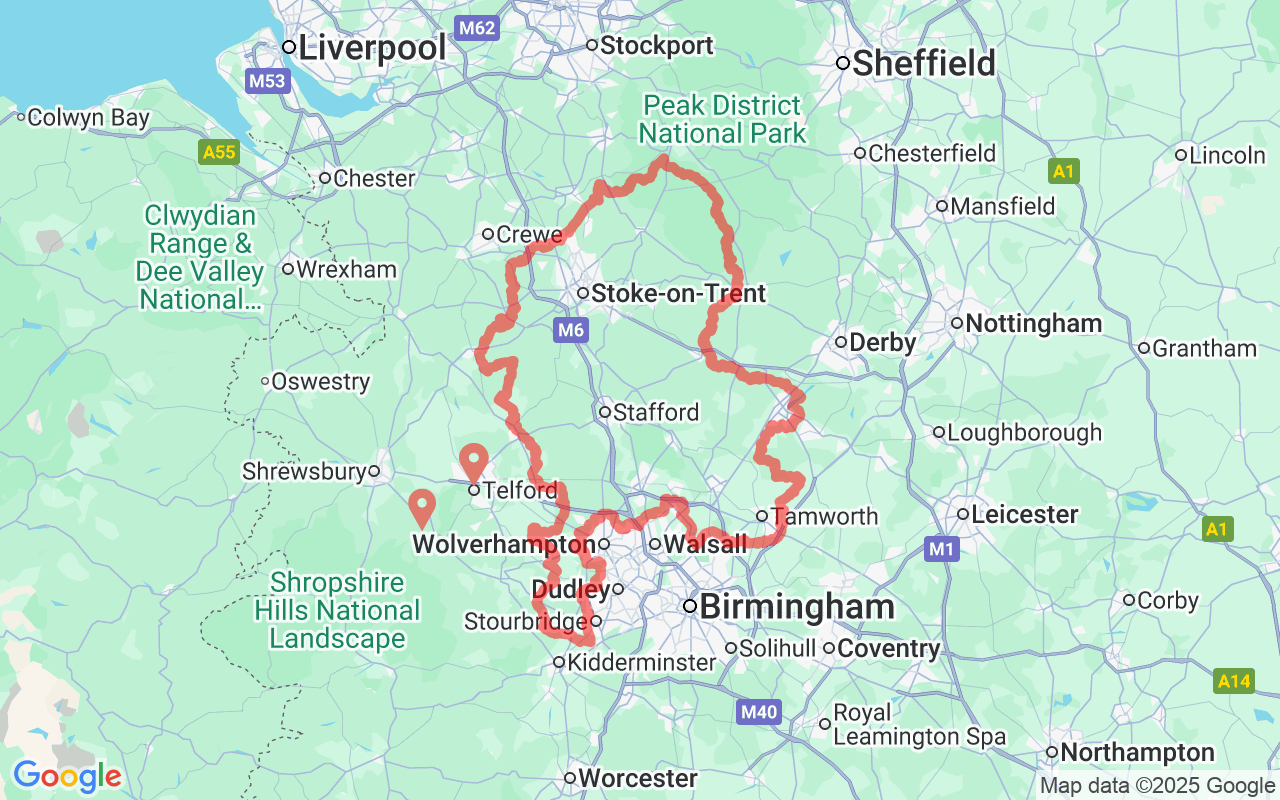 M62
Liverpool
Stockport
Sheffield
M53
Peak District
National Park
Colwyn Bay
A55
Chesterfield
Lincoln
A1
Chester
Clwydian
Range &
Dee Valley
National...
Mansfield
Crewe
Wrexham
Stoke-on-Trent
M6
Nottingham
Derby
Grantham
Oswestry
Stafford
Loughborough
Shrewsbury
Telford
Tamworth
Leicester
A1
Wolverhampton
Walsall
M1
Shropshire
Hills National
Landscape
Dudley
Birmingham
Corby
Stourbridge
Kidderminster
Solihull
Coventry
A14
M40
Royal
Leamington Spa
Northampton
Worcester
Google
Map data ©2025 Google